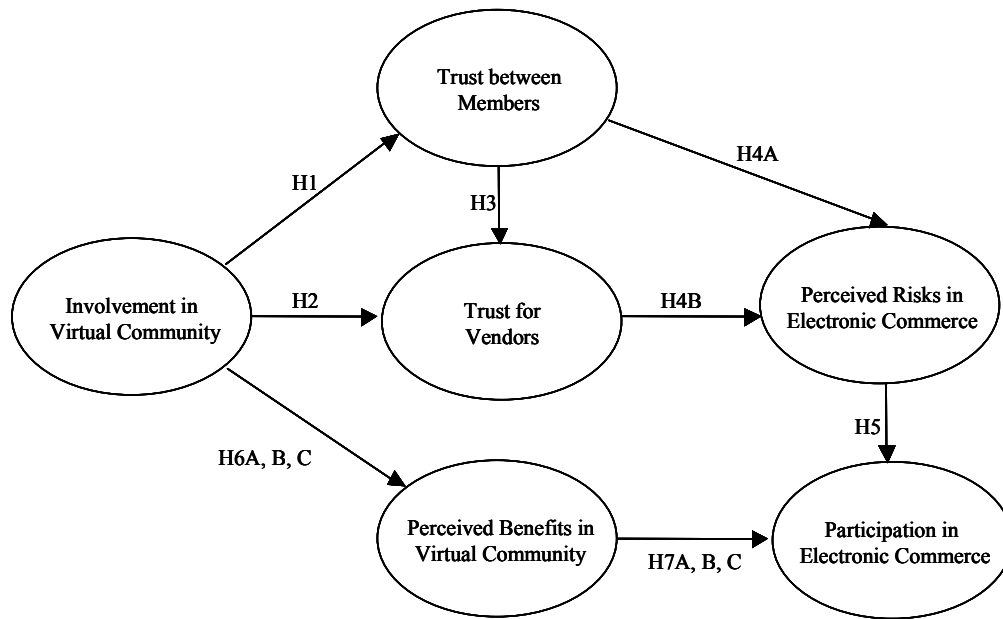 Trust between
Members
H1
H3
H4A
Involvement in
Virtual Community
H2
Trust for
Vendors
H4B
Perceived Risks in
Electronic Commerce
H5
H6A, B, C
Perceived Benefits in
Virtual Community
H7A, B, C
Participation in
Electronic Commerce